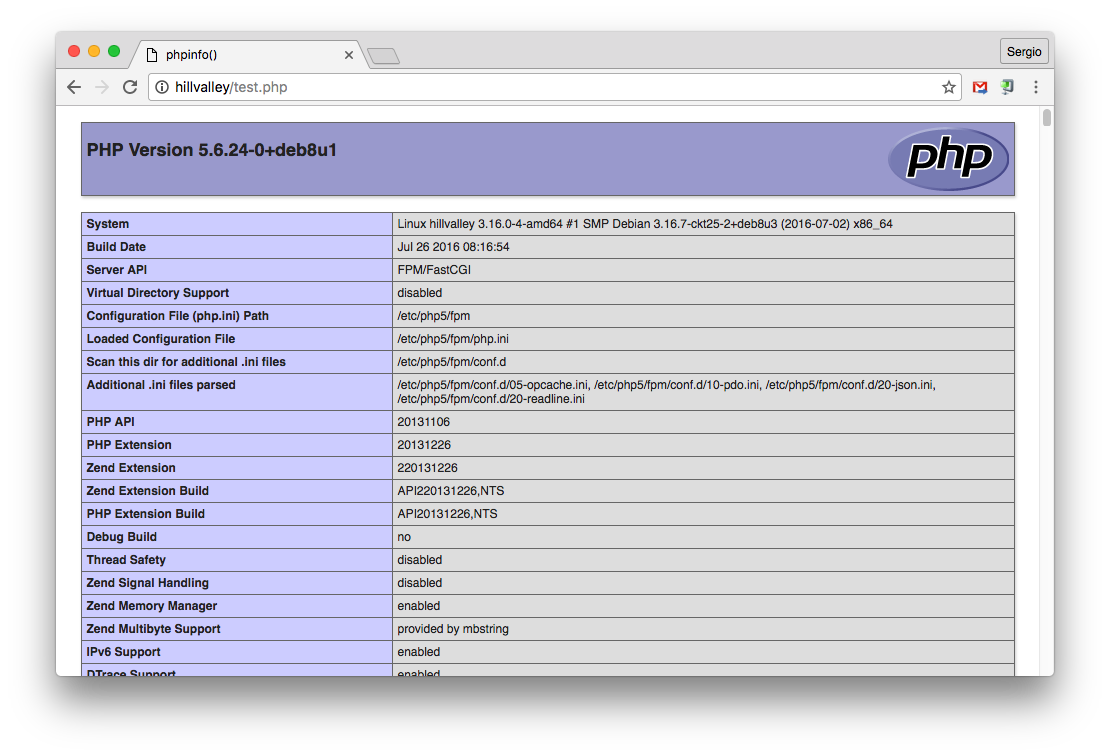 phpinfo()
Sergio
hillvalley/test.php
PHP Version 5.6.24-0+deb8u1
php
System Linux hillvalley 3.16.0-4-amd64 #1 SMP Debian 3.16.7-ckt25-2+deb8u3 (2016-07-02) x86_64
Build Date Jul 26 2016 08:16:54
Server API FPM/FastCGI
Virtual Directory Support disabled
Configuration File (php.ini) Path /etc/php5/fpm
Loaded Configuration File /etc/php5/fpm/php.ini
Scan this dir for additional .ini files /etc/php5/fpm/conf.d
Additional .ini files parsed /etc/php5/fpm/conf.d/05-opcache.ini, /etc/php5/fpm/conf.d/10-pdo.ini, /etc/php5/fpm/conf.d/20-json.ini,
/etc/php5/fpm/conf.d/20-readline.ini
PHP API 20131106
PHP Extension 20131226
Zend Extension 220131226
Zend Extension Build API220131226,NTS
PHP Extension Build API20131226,NTS
Debug Build no
Thread Safety disabled
Zend Signal Handling disabled
Zend Memory Manager enabled
Zend Multibyte Support provided by mbstring
IPv6 Support enabled
DTrace Support enabled